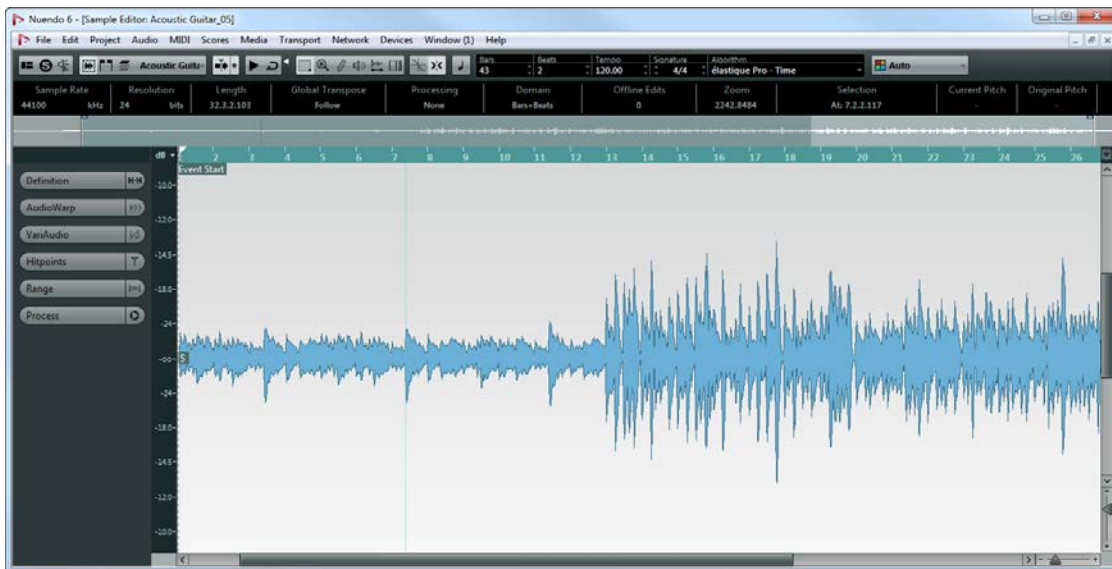 Nuendo 6 - [Sample Editor: Acoustic Guitar_05]
File Edit Project Audio MIDI Scores Media Transport Network Devices Window (1) Help
Acoustic Guita
Bars Beats Tempo Signature Algorithm
43 2 120.00 4/4 élastique Pro - Time
Auto
Sample Rate Resolution Length Global Transpose Processing Domain Offline Edits Zoom Selection Current Pitch Original Pitch
44100 kHz 24 bits 32.3.2.103 Follow None Bars+Beats 0 2242.8484 At: 7.2.2.117 - -
dB 2 3 4 5 6 7 8 9 10 11 12 13 14 15 16 17 18 19 20 21 22 23 24 25 26
Event Start
Definition
-10.0
AudioWarp
-12.0
VariAudio
-14.5
Hitpoints
-18.0
Range
Process
-24
-oo
S
-24
-18.0
-14.5
-12.0
-10.0